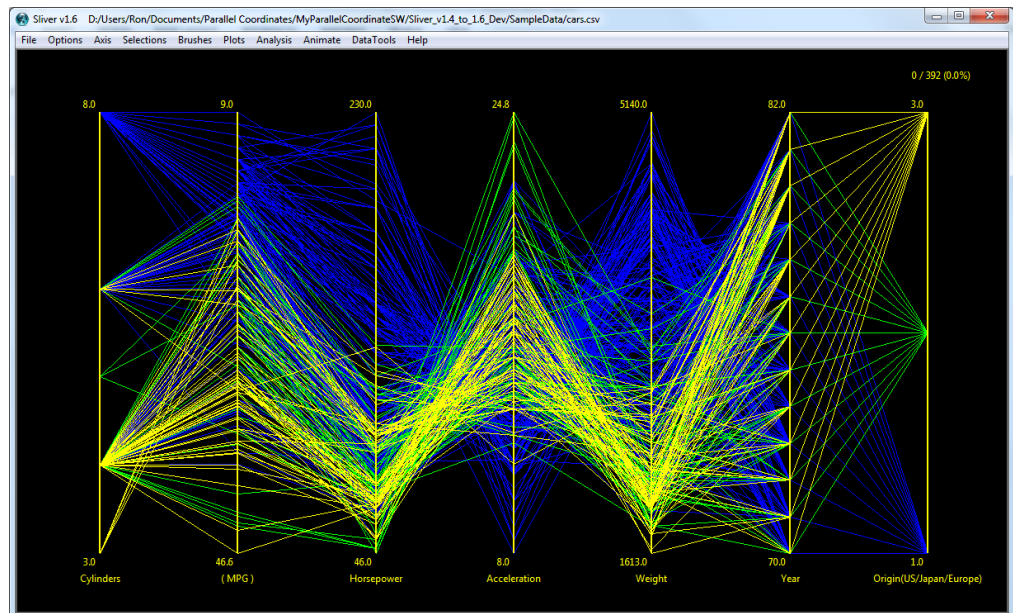 Sliver v1.6 D:/Users/Ron/Documents/Parallel Coordinates/MyParallelCoordinateSW/Sliver_v1.4_to_1.6_Dev/SampleData/cars.csv
File Options Axis Selections Brushes Plots Analysis Animate DataTools Help
0 / 392 (0.0%)
8.0 9.0 230.0 24.8 5140.0 82.0 3.0
3.0 46.6 46.0 8.0 1613.0 70.0 1.0
Cylinders ( MPG ) Horsepower Acceleration Weight Year Origin(US/Japan/Europe)